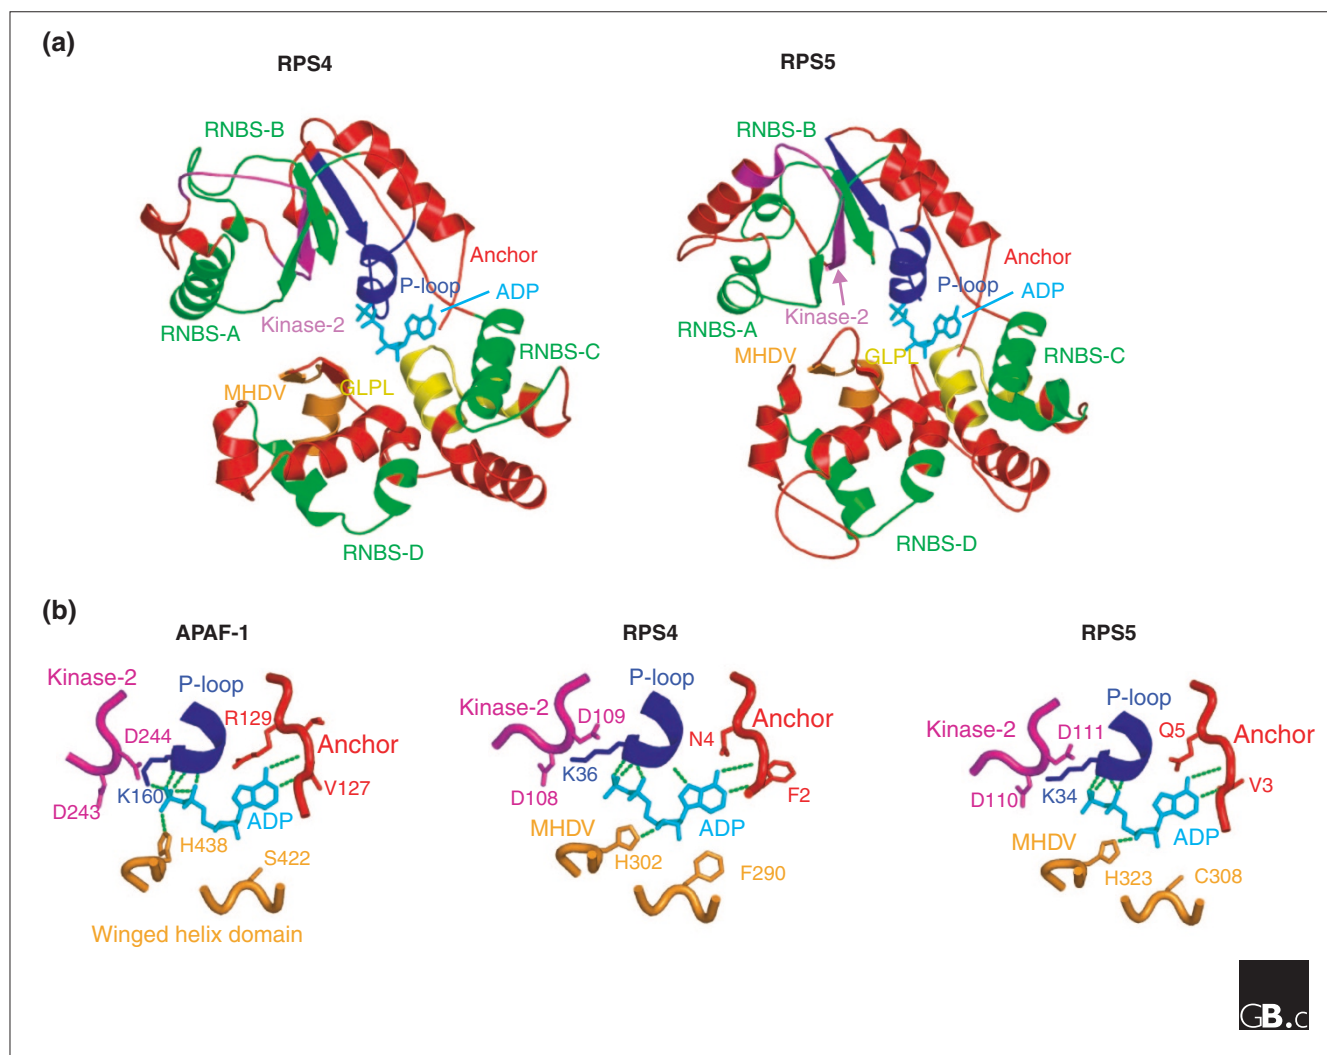 (a)
RPS4
RPS5
RNBS-B
Anchor
P-loop
ADP
Kinase-2
RNBS-A
RNBS-C
MHDV
GLPL
RNBS-D
RNBS-B
Anchor
P-loop
ADP
Kinase-2
RNBS-A
RNBS-C
MHDV
GLPL
RNBS-D
(b)
APAF-1
Kinase-2
P-loop
R129
D244
Anchor
K160
V127
D243
ADP
H438
S422
Winged helix domain
RPS4
P-loop
Kinase-2
D109
Anchor
N4
K36
D108
F2
MHDV
ADP
H302
F290
RPS5
P-loop
Kinase-2
D111
Q5
Anchor
K34
V3
D110
MHDV
ADP
H323
C308
GB.c